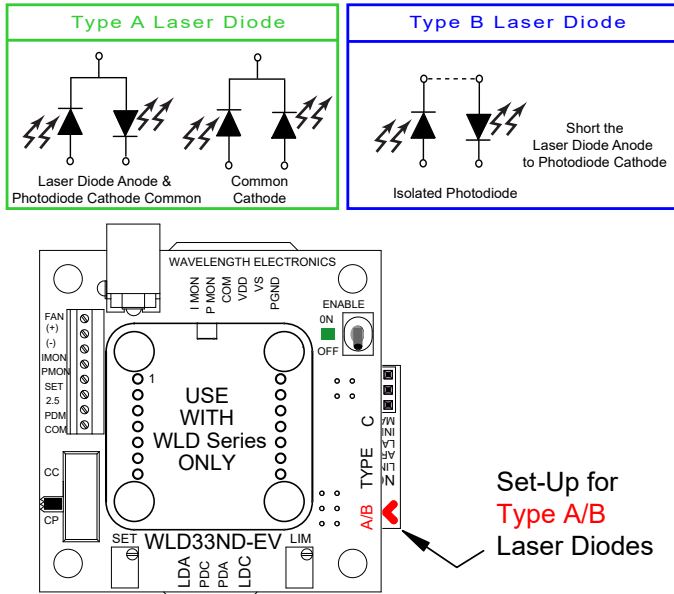 Type A Laser Diode
Laser Diode Anode &
Photodiode Cathode Common
Common
Cathode
Type B Laser Diode
Short the
Laser Diode Anode
to Photodiode Cathode
Isolated Photodiode
WAVELENGTH ELECTRONICS
I MON
P MON
COM
VDD
VS
PGND
ENABLE
ON
OFF
FAN
(+)
(-)
IMON
PMON
SET
2.5
PDM
COM
1
USE
WITH
WLD Series
ONLY
CC
CP
A/B TYPE C
SET
WLD33ND-EV
LIM
LDA
PDC
PDA
LDC
Set-Up for
Type A/B
Laser Diodes